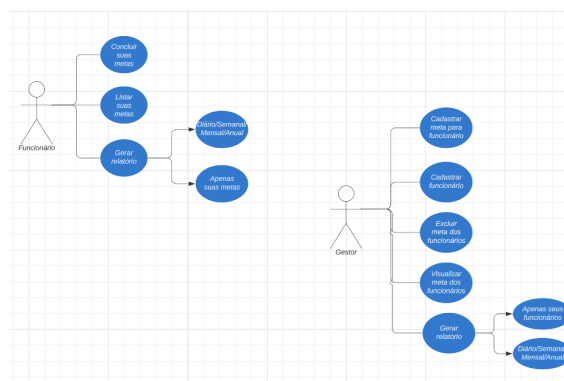 Concluir
suas
metas
Listar
suas
metas
Funcionário
Gerar
relatório
Diário/Semanal/
Mensal/Anual
Apenas
suas metas
Cadastrar
meta para
funcionário
Cadastrar
funcionário
Gestor
Excluir
meta dos
funcionários
Visualizar
meta dos
funcionários
Gerar
relatório
Apenas seus
funcionários
Diário/Semana
Mensal/Anual